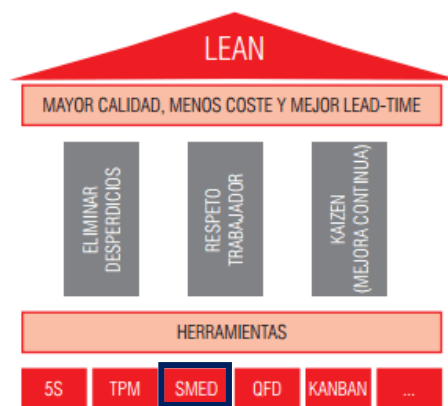 LEAN
MAYOR CALIDAD, MENOS COSTE Y MEJOR LEAD-TIME
ELIMINAR
DESPERDICIOS
RESPETO
TRABAJADOR
KAIZEN
(MEJORA CONTINUA)
HERRAMIENTAS
5S TPM SMED QFD KANBAN ...